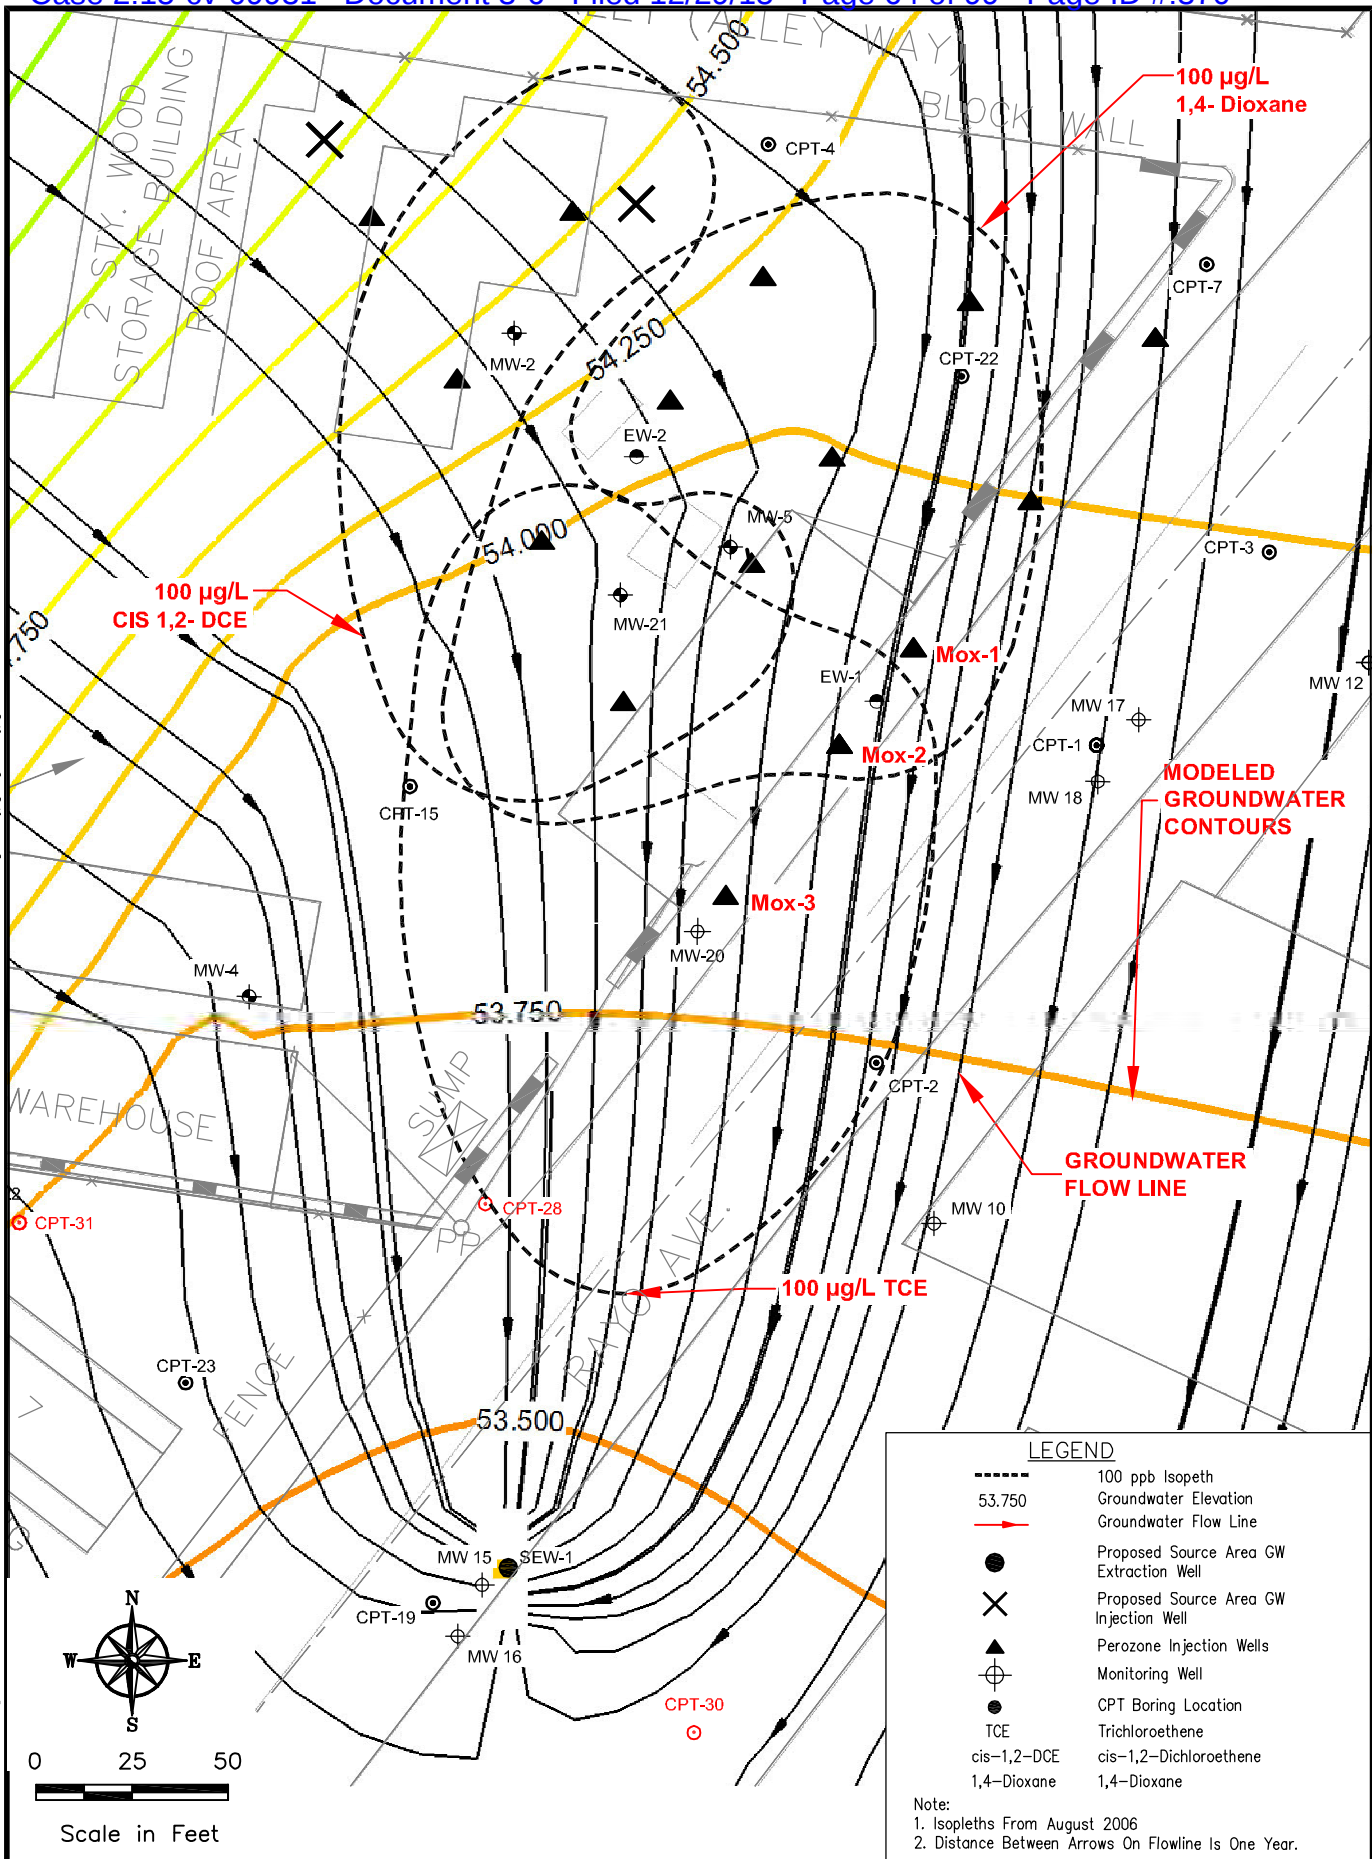 (ALLEY WAY)
54.500
100 µg/L
1,4- Dioxane
BLOCK WALL
CPT-4
2 STY. WOOD
STORAGE BUILDING
ROOF AREA
CPT-7
54.250
MW-2
CPT-22
EW-2
54.000
MW-5
CPT-3
100 µg/L
CIS 1,2- DCE
MW-21
.750
Mox-1
EW-1
MW 12
MW 17
CPT-1
Mox-2
MW 18
MODELED
GROUNDWATER
CONTOURS
CPT-15
Mox-3
MW-20
MW-4
53.750
CPT-2
SUMP
WAREHOUSE
GROUNDWATER
FLOW LINE
CPT-28
CPT-31
PP
MW 10
100 µg/L TCE
RAYO AVE.
CPT-23
FENCE
53.500
MW 15
SEW-1
CPT-19
MW 16
CPT-30
N
W
E
S
0 25 50
Scale in Feet
LEGEND
100 ppb Isopeth
53.750 Groundwater Elevation
Groundwater Flow Line
Proposed Source Area GW
Extraction Well
Proposed Source Area GW
Injection Well
Perozone Injection Wells
Monitoring Well
CPT Boring Location
TCE Trichloroethene
cis-1,2-DCE cis-1,2-Dichloroethene
1,4-Dioxane 1,4-Dioxane
Note:
1. Isopleths From August 2006
2. Distance Between Arrows On Flowline Is One Year.